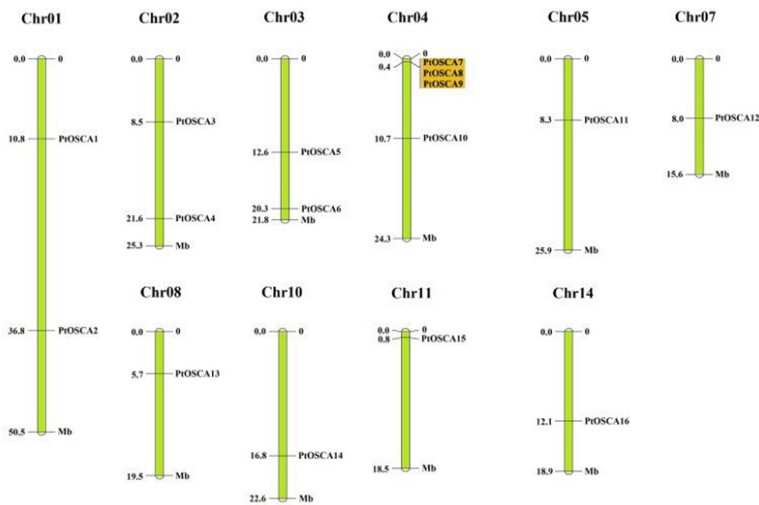 Chr01
0.0 0
10.8 PtOSCA1
36.8 PtOSCA2
50.5 Mb
Chr02
0.0 0
8.5 PtOSCA3
21.6 PtOSCA4
25.3 Mb
Chr03
0.0 0
12.6 PtOSCA5
20.3 PtOSCA6
21.8 Mb
Chr04
0.0 0
0.4 PtOSCA7
PtOSCA8
PtOSCA9
10.7 PtOSCA10
24.3 Mb
Chr05
0.0 0
8.3 PtOSCA11
25.9 Mb
Chr07
0.0 0
8.0 PtOSCA12
15.6 Mb
Chr08
0.0 0
5.7 PtOSCA13
19.5 Mb
Chr10
0.0 0
16.8 PtOSCA14
22.6 Mb
Chr11
0.0 0
0.8 PtOSCA15
18.5 Mb
Chr14
0.0 0
12.1 PtOSCA16
18.9 Mb